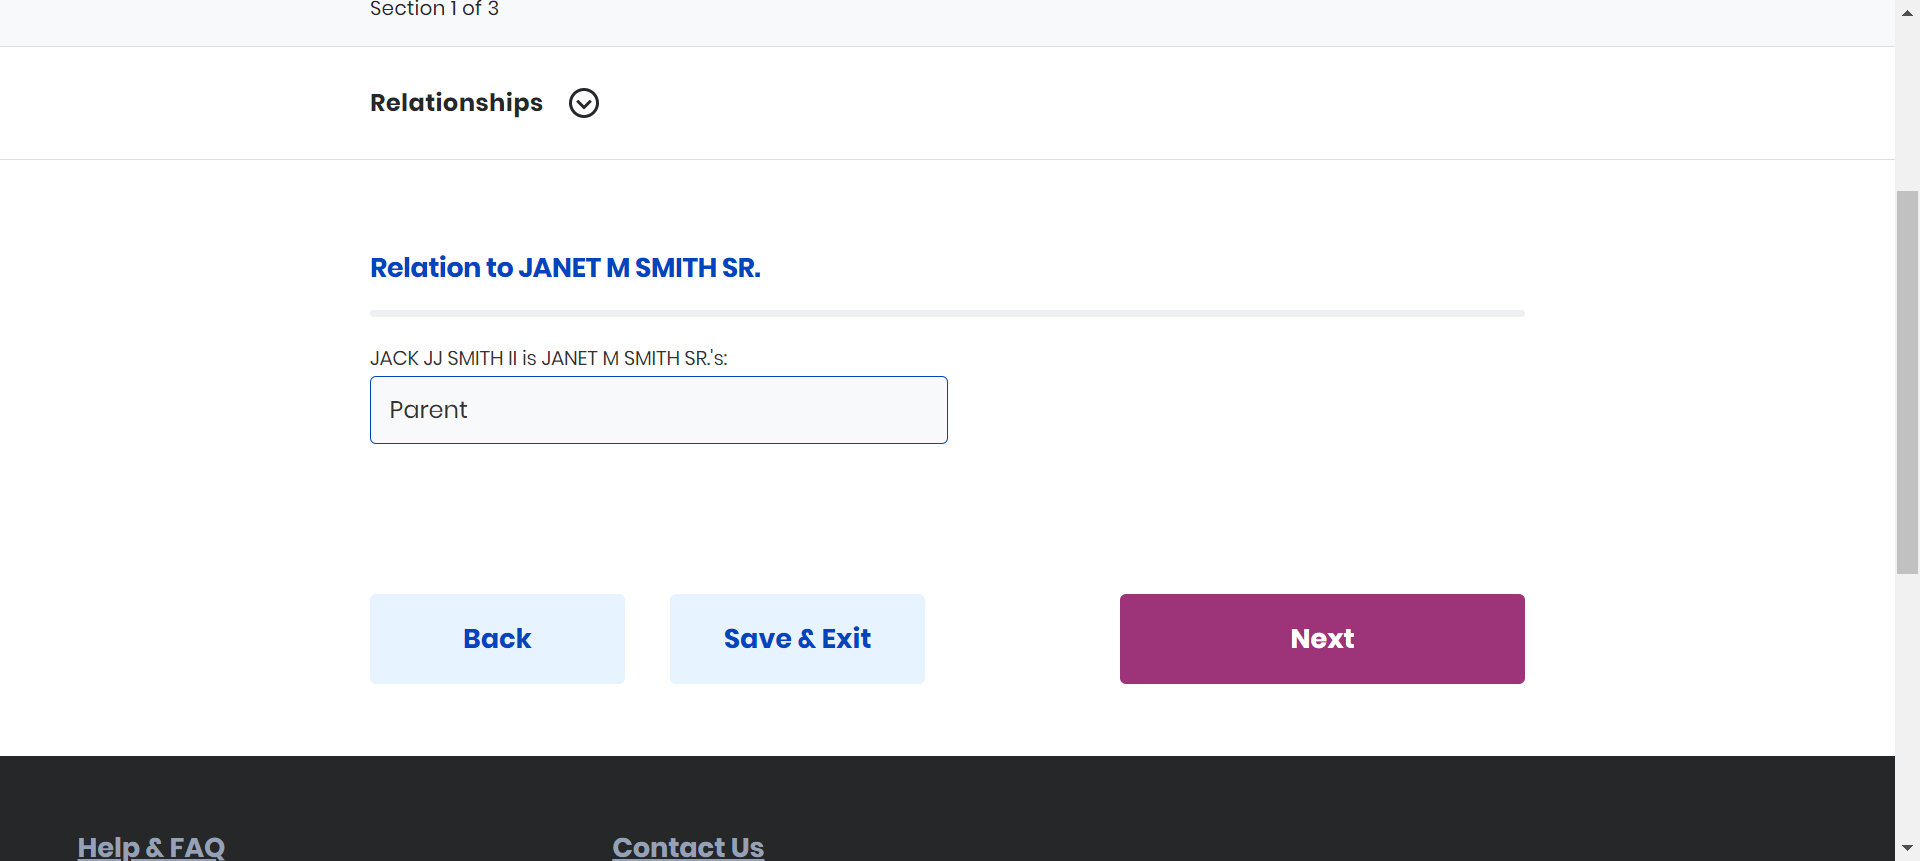 Section 1 of 3
Relationships
Relation to JANET M SMITH SR.
JACK JJ SMITH II is JANET M SMITH SR.'s:
Parent
Back
Save & Exit
Next
Help & FAQ
Contact Us